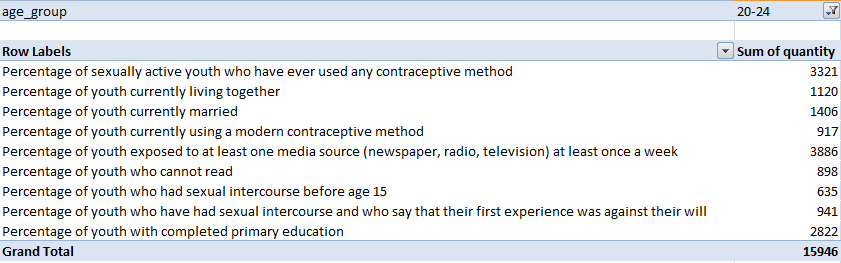 age_group 20-24
Row Labels Sum of quantity
Percentage of sexually active youth who have ever used any contraceptive method 3321
Percentage of youth currently living together 1120
Percentage of youth currently married 1406
Percentage of youth currently using a modern contraceptive method 917
Percentage of youth exposed to at least one media source (newspaper, radio, television) at least once a week 3886
Percentage of youth who cannot read 898
Percentage of youth who had sexual intercourse before age 15 635
Percentage of youth who have had sexual intercourse and who say that their first experience was against their will 941
Percentage of youth with completed primary education 2822
Grand Total 15946